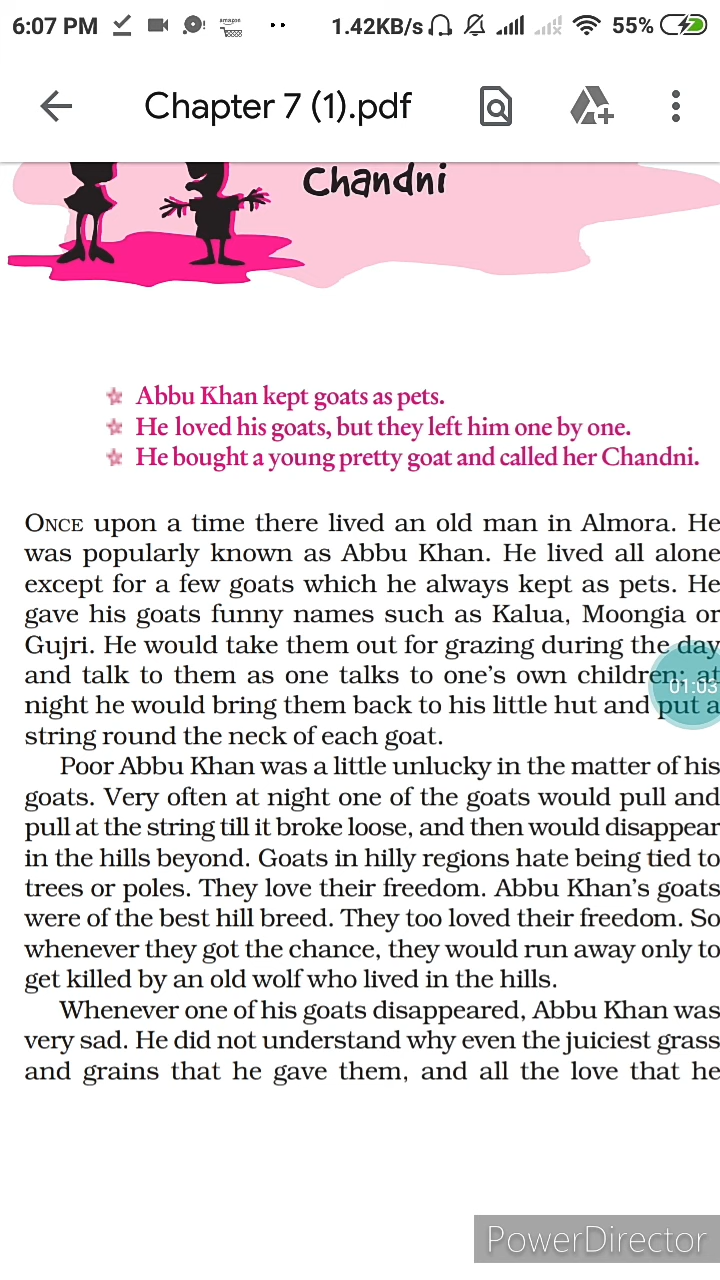 6:07 PM
amazon
1.42KB/s
55%
Chapter 7 (1).pdf
Chandni
Abbu Khan kept goats as pets.
He loved his goats, but they left him one by one.
He bought a young pretty goat and called her Chandni.
ONCE upon a time there lived an old man in Almora. He
was popularly known as Abbu Khan. He lived all alone
except for a few goats which he always kept as pets. He
gave his goats funny names such as Kalua, Moongia or
Gujri. He would take them out for grazing during the day
and talk to them as one talks to one's own children; at
01:03
night he would bring them back to his little hut and put a
string round the neck of each goat.
Poor Abbu Khan was a little unlucky in the matter of his
goats. Very often at night one of the goats would pull and
pull at the string till it broke loose, and then would disappear
in the hills beyond. Goats in hilly regions hate being tied to
trees or poles. They love their freedom. Abbu Khan's goats
were of the best hill breed. They too loved their freedom. So
whenever they got the chance, they would run away only to
get killed by an old wolf who lived in the hills.
Whenever one of his goats disappeared, Abbu Khan was
very sad. He did not understand why even the juiciest grass
and grains that he gave them, and all the love that he
PowerDirector